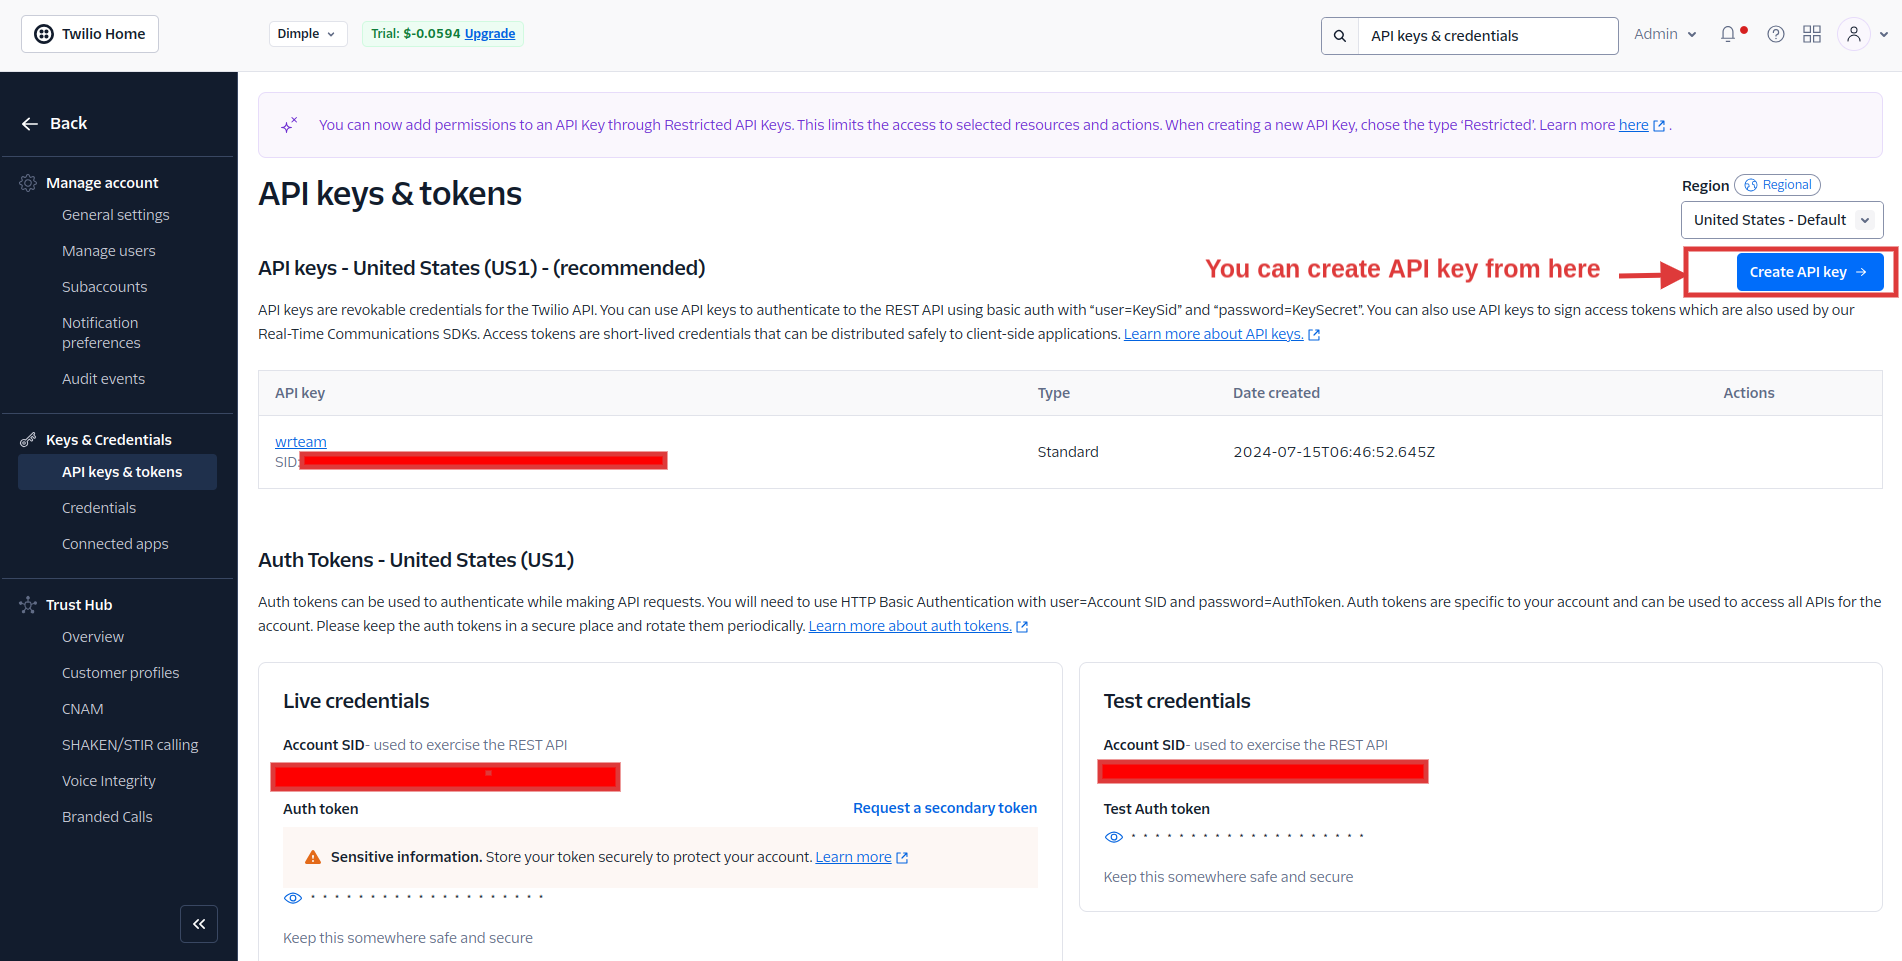 Twilio Home
Dimple
Trial: $-0.0594 Upgrade
API keys & credentials
Admin
Back
Manage account
General settings
Manage users
Subaccounts
Notification
preferences
Audit events
Keys & Credentials
API keys & tokens
Credentials
Connected apps
Trust Hub
Overview
Customer profiles
CNAM
SHAKEN/STIR calling
Voice Integrity
Branded Calls
You can now add permissions to an API Key through Restricted API Keys. This limits the access to selected resources and actions. When creating a new API Key, chose the type ‘Restricted’. Learn more here .
API keys & tokens
Region Regional
United States - Default
API keys - United States (US1) - (recommended)
You can create API key from here
Create API key
API keys are revokable credentials for the Twilio API. You can use API keys to authenticate to the REST API using basic auth with “user=KeySid” and “password=KeySecret”. You can also use API keys to sign access tokens which are also used by our
Real-Time Communications SDKs. Access tokens are short-lived credentials that can be distributed safely to client-side applications. Learn more about API keys.
API key Type Date created Actions
wrteam
SID:
Standard
2024-07-15T06:46:52.645Z
Auth Tokens - United States (US1)
Auth tokens can be used to authenticate while making API requests. You will need to use HTTP Basic Authentication with user=Account SID and password=AuthToken. Auth tokens are specific to your account and can be used to access all APIs for the
account. Please keep the auth tokens in a secure place and rotate them periodically. Learn more about auth tokens.
Live credentials
Account SID- used to exercise the REST API
Auth token
Request a secondary token
Sensitive information. Store your token securely to protect your account. Learn more
Keep this somewhere safe and secure
Test credentials
Account SID- used to exercise the REST API
Test Auth token
Keep this somewhere safe and secure